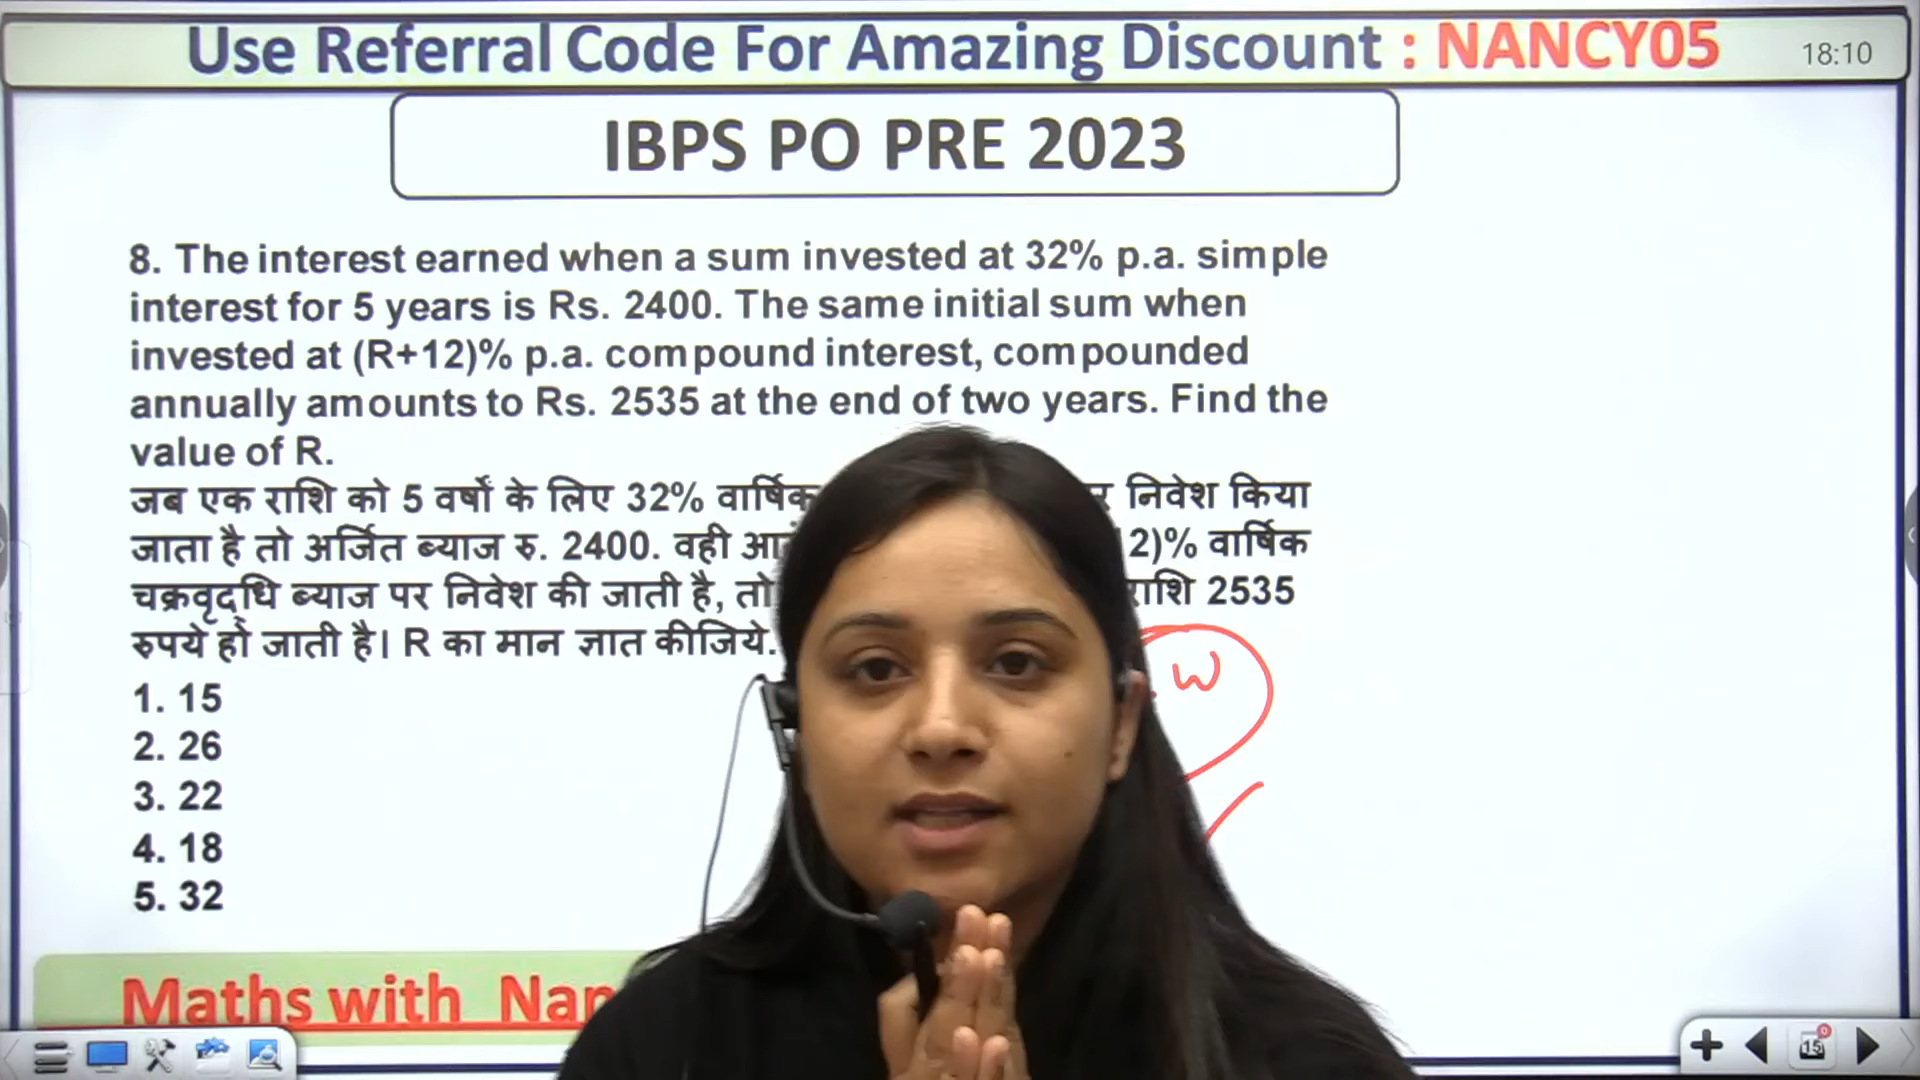 Use Referral Code For Amazing Discount : NANCY05
18:10
IBPS PO PRE 2023
8. The interest earned when a sum invested at 32% p.a. simple
interest for 5 years is Rs. 2400. The same initial sum when
invested at (R+12)% p.a. compound interest, compounded
annually amounts to Rs. 2535 at the end of two years. Find the
value of R.
जब एक राशि को 5 वर्षों के लिए 32% वार्षिक निवेश किया
जाता है तो अर्जित ब्याज रु. 2400. वही 2)% वार्षिक
चक्रवृद्धि ब्याज पर निवेश की जाती है, तो राशि 2535
रुपये हो जाती है। R का मान ज्ञात कीजिये.
W
1. 15
2. 26
3. 22
4. 18
5. 32
Maths with Nan
15
0